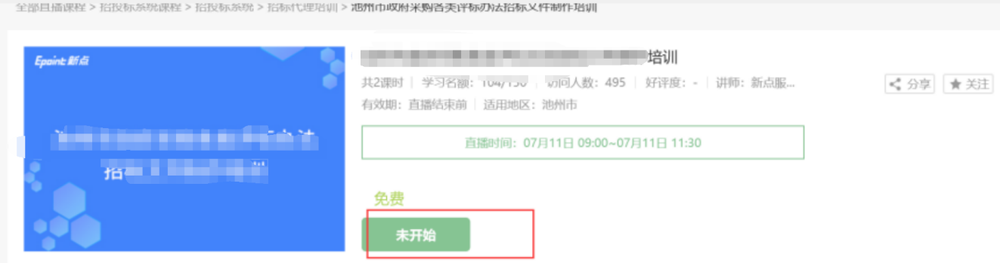 全部直播课程 > 招投标系统课程 > 招投标系统 > 招标代理培训 > 池州市政府采购各类评标办法招标文件制作培训
Epoint 新点
培训
共2课时 学习名额: 104/150 访问人数: 495 好评度: - 讲师: 新点服...
分享 关注
有效期: 直播结束前 适用地区: 池州市
直播时间: 07月11日 09:00~07月11日 11:30
招标
免费
未开始